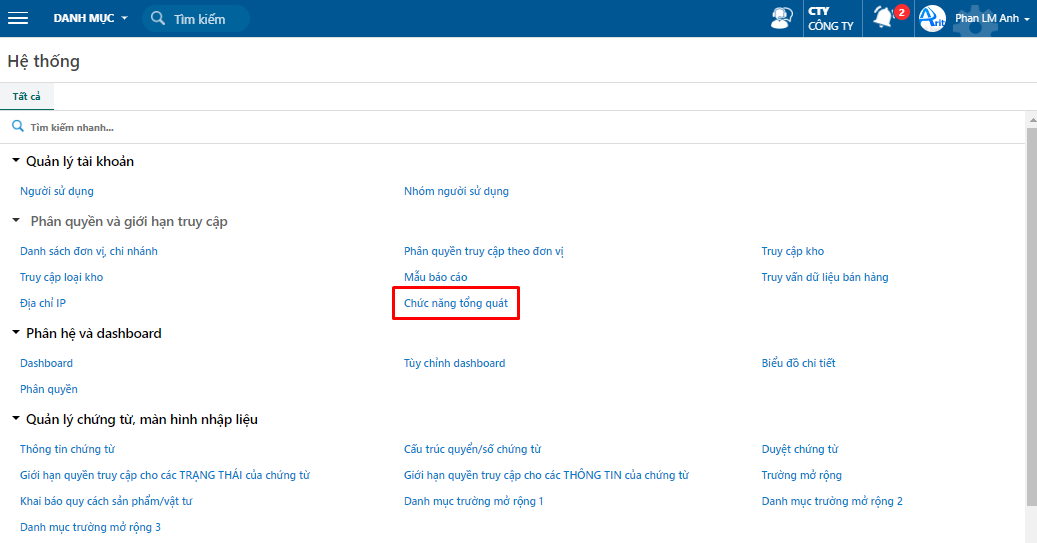 DANH MỤC
Tìm kiếm
CTY
CÔNG TY
2
Arit
Phan LM Anh
Hệ thống
Tất cả
Tìm kiếm nhanh...
Quản lý tài khoản
Người sử dụng
Nhóm người sử dụng
Phân quyền và giới hạn truy cập
Danh sách đơn vị, chi nhánh
Phân quyền truy cập theo đơn vị
Truy cập kho
Truy cập loại kho
Mẫu báo cáo
Truy vấn dữ liệu bán hàng
Địa chỉ IP
Chức năng tổng quát
Phân hệ và dashboard
Dashboard
Tùy chỉnh dashboard
Biểu đồ chi tiết
Phân quyền
Quản lý chứng từ, màn hình nhập liệu
Thông tin chứng từ
Cấu trúc quyển/số chứng từ
Duyệt chứng từ
Giới hạn quyền truy cập cho các TRẠNG THÁI của chứng từ
Giới hạn quyền truy cập cho các THÔNG TIN của chứng từ
Trường mở rộng
Khai báo quy cách sản phẩm/vật tư
Danh mục trường mở rộng 1
Danh mục trường mở rộng 2
Danh mục trường mở rộng 3